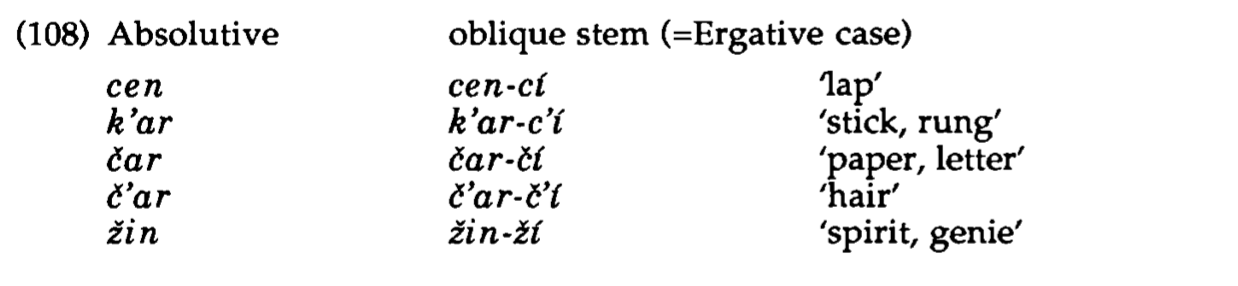 (108) Absolutive oblique stem (=Ergative case)
cen cen-cí ‘lap’
k’ar k’ar-c’í ‘stick, rung’
čar čar-čí ‘paper, letter’
č’ar č’ar-č’í ‘hair’
žin žin-ží ‘spirit, genie’